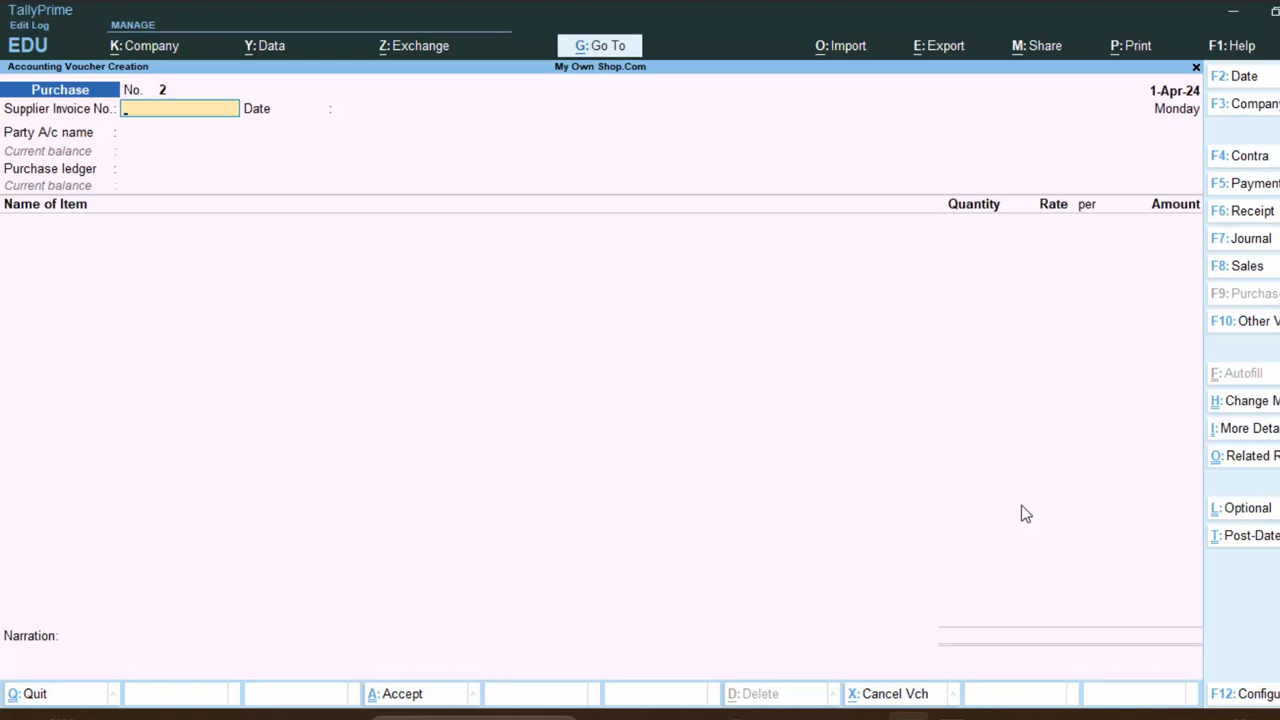 TallyPrime
Edit Log
EDU
MANAGE
K: Company
Y: Data
Z: Exchange
G: Go To
O: Import
E: Export
M: Share
P: Print
F1: Help
Accounting Voucher Creation
My Own Shop.Com
Purchase No. 2
1-Apr-24
Supplier Invoice No.: Date :
Monday
Party A/c name :
Current balance :
Purchase ledger :
Current balance :
Name of Item Quantity Rate per Amount
Narration:
F2: Date
F3: Company
F4: Contra
F5: Payment
F6: Receipt
F7: Journal
F8: Sales
F9: Purchas
F10: Other V
F: Autofill
H: Change M
I: More Deta
O: Related R
L: Optional
T: Post-Date
Q: Quit
A: Accept
D: Delete
X: Cancel Vch
F12: Configu